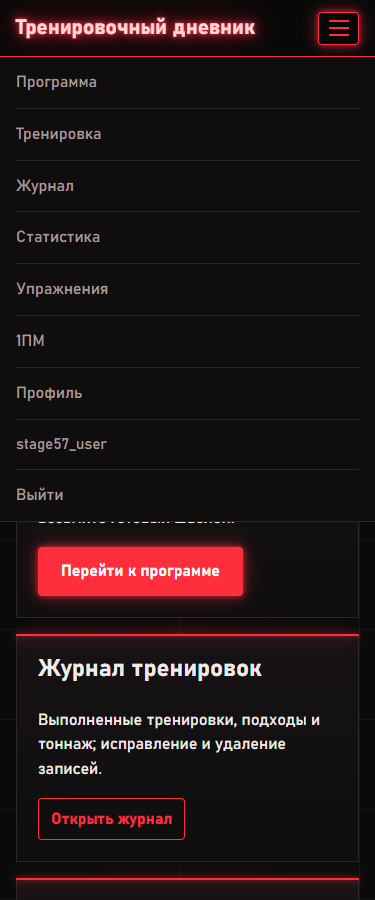 Тренировочный дневник
Программа
Тренировка
Журнал
Статистика
Упражнения
1ПМ
Профиль
stage57_user
Выйти
Перейти к программе
Журнал тренировок
Выполненные тренировки, подходы и
тоннаж; исправление и удаление
записей.
Открыть журнал